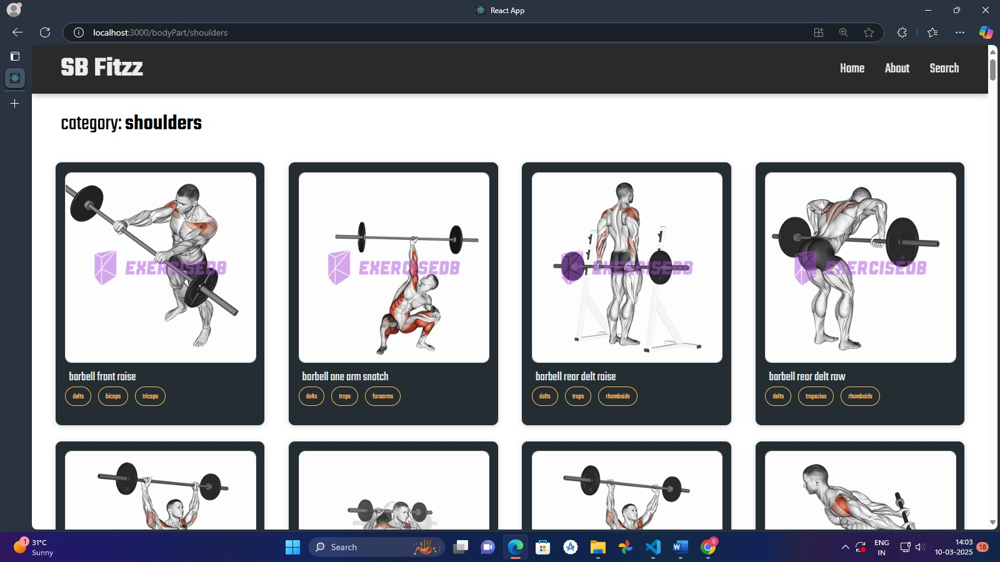 React App
localhost:3000/bodyPart/shoulders
SB Fitzz
Home About Search
category: shoulders
EXERCISEDB EXERCISEDB EXERCISEDB EXERCISEDB
barbell front raise
delts biceps triceps
barbell one arm snatch
delts traps forearms
barbell rear delt raise
delts traps rhomboids
barbell rear delt row
delts trapezius rhomboids
1
31°C
Sunny
Search
W
S
ENG
IN
14:03
10-03-2025
18